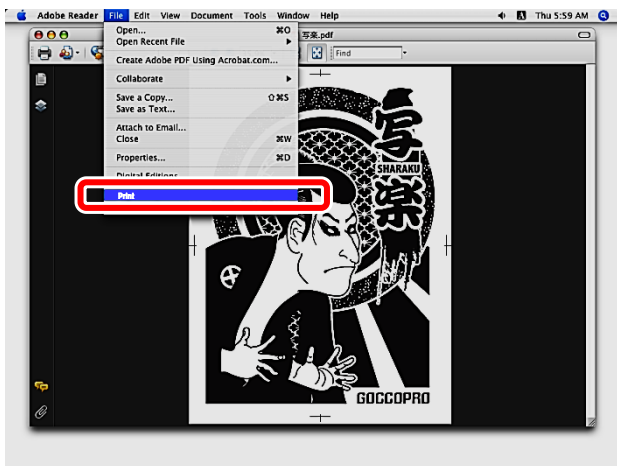 Adobe Reader File Edit View Document Tools Window Help Thu 5:59 AM
写楽.pdf
Open... ⌘O
Open Recent File
Find
Create Adobe PDF Using Acrobat.com...
Collaborate
Save a Copy... ⇧⌘S
Save as Text...
Attach to Email...
Close ⌘W
Properties... ⌘D
Digital Editions
Print
写
SHARAKU
楽
GOCCOPRO